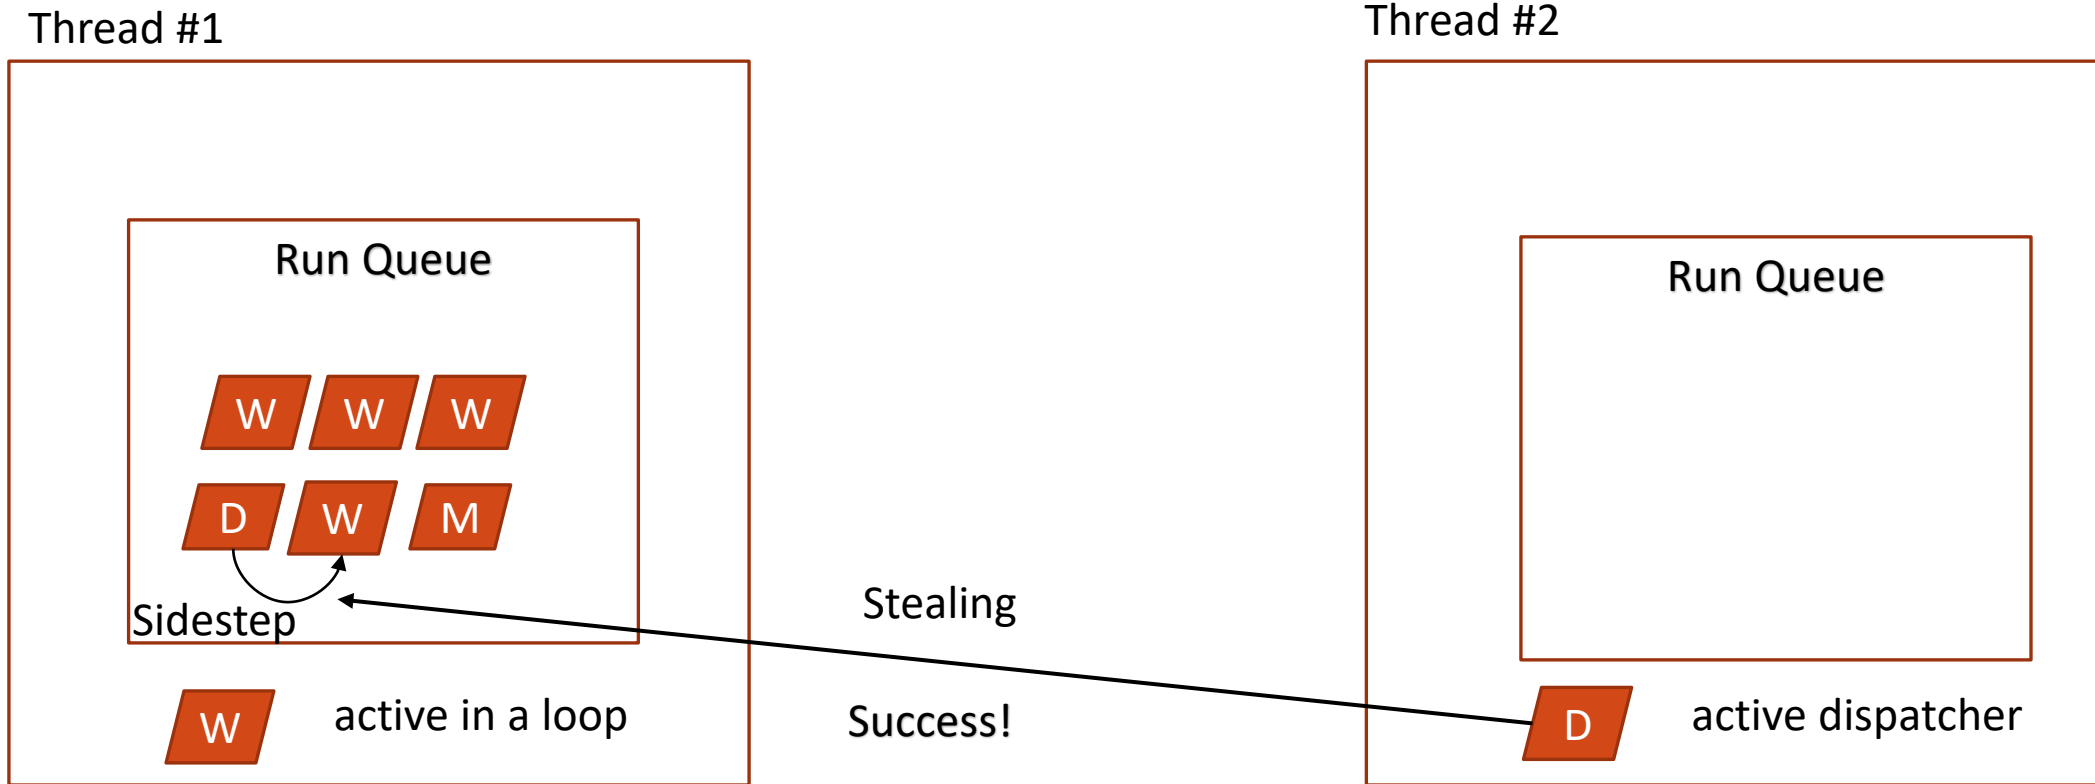 Thread #1
Thread #2
Run Queue
W W W
D W M
Sidestep
W active in a loop
Stealing
Success!
Run Queue
D active dispatcher